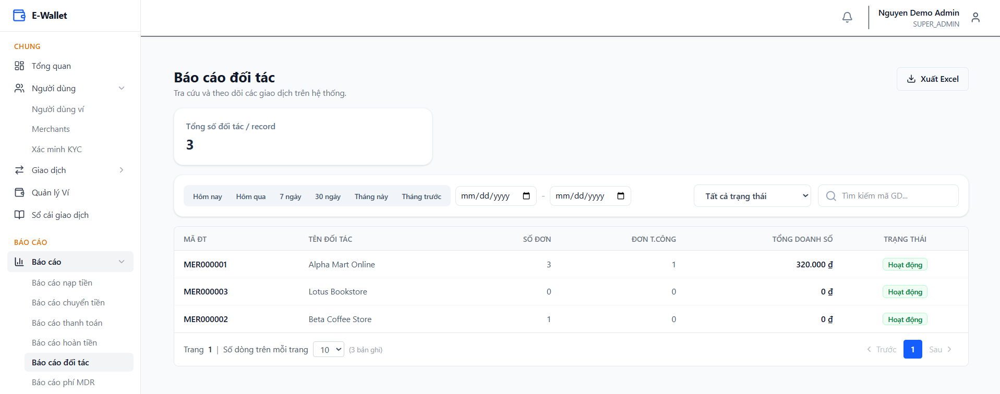 E-Wallet
Nguyen Demo Admin
SUPER_ADMIN
CHUNG
Tổng quan
Người dùng
Người dùng ví
Merchants
Xác minh KYC
Giao dịch
Quản lý Ví
Sổ cái giao dịch
BÁO CÁO
Báo cáo
Báo cáo nạp tiền
Báo cáo chuyển tiền
Báo cáo thanh toán
Báo cáo hoàn tiền
Báo cáo đối tác
Báo cáo phí MDR
Báo cáo đối tác
Tra cứu và theo dõi các giao dịch trên hệ thống.
Xuất Excel
Tổng số đối tác / record
3
Hôm nay Hôm qua 7 ngày 30 ngày Tháng này Tháng trước mm/dd/yyyy - mm/dd/yyyy Tất cả trạng thái Tìm kiếm mã GD...
MÃ ĐT TÊN ĐỐI TÁC SỐ ĐƠN ĐƠN T.CÔNG TỔNG DOANH SỐ TRẠNG THÁI
MER000001 Alpha Mart Online 3 1 320.000 ₫ Hoạt động
MER000003 Lotus Bookstore 0 0 0 ₫ Hoạt động
MER000002 Beta Coffee Store 1 0 0 ₫ Hoạt động
Trang 1 | Số dòng trên mỗi trang 10 (3 bản ghi) Trước 1 Sau